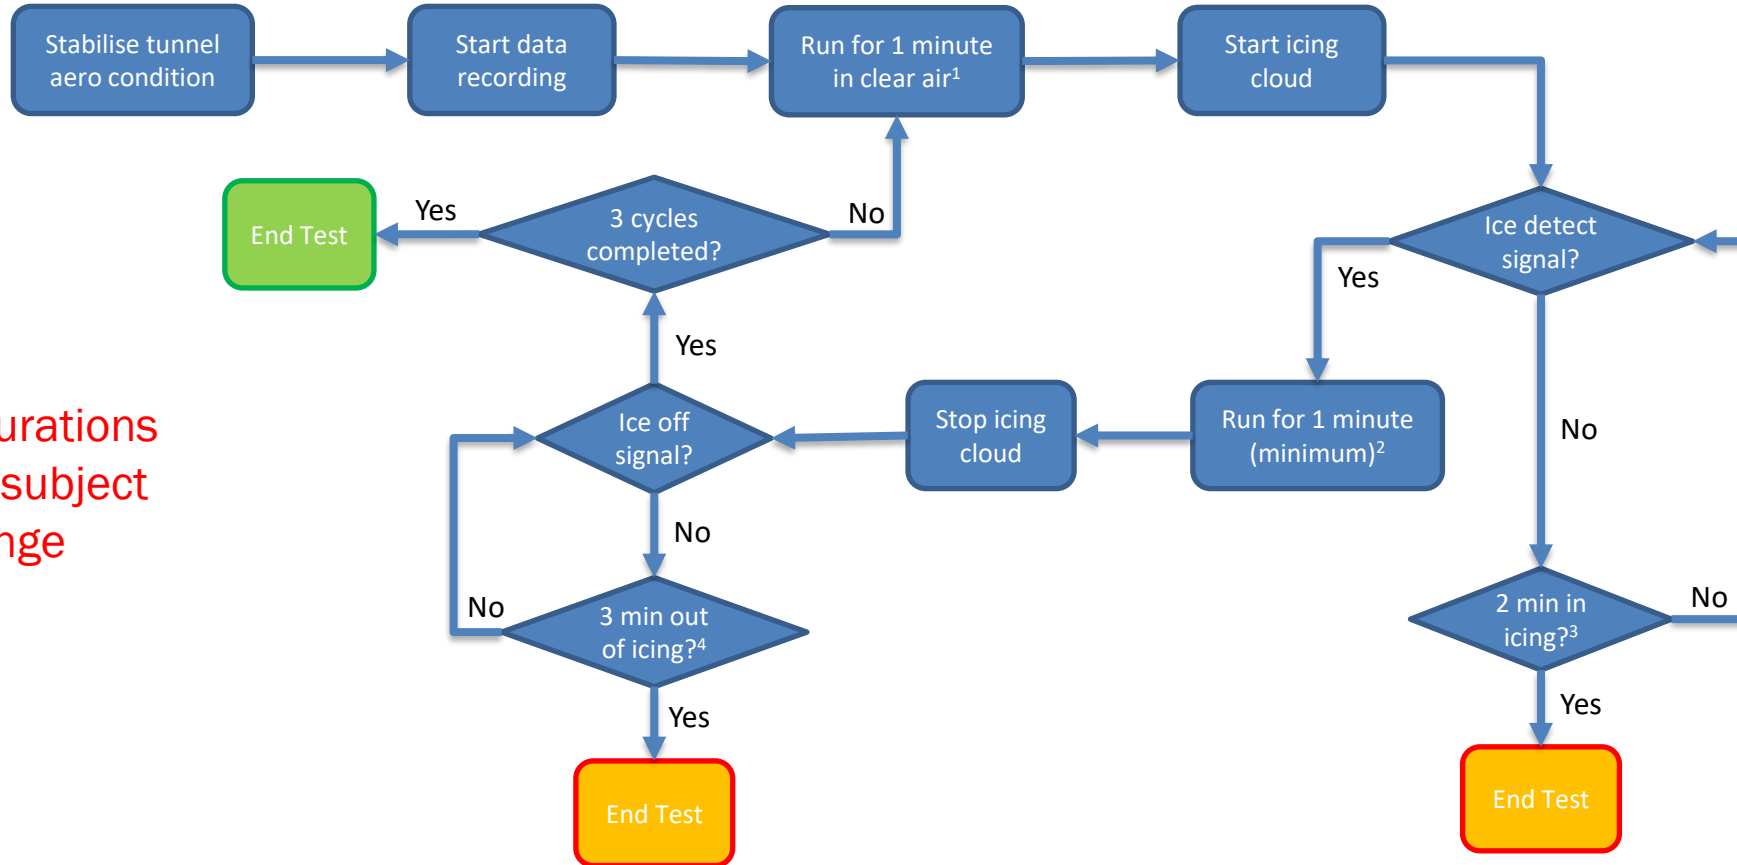 Stabilise tunnel
aero condition
Start data
recording
Run for 1 minute
in clear air¹
Start icing
cloud
End Test
Yes
3 cycles
completed?
No
Ice detect
signal?
Yes
Yes
No
Ice off
signal?
Stop icing
cloud
Run for 1 minute
(minimum)²
urations
subject
nge
No
No
3 min out
of icing?⁴
2 min in
icing?³
No
Yes
Yes
End Test
End Test